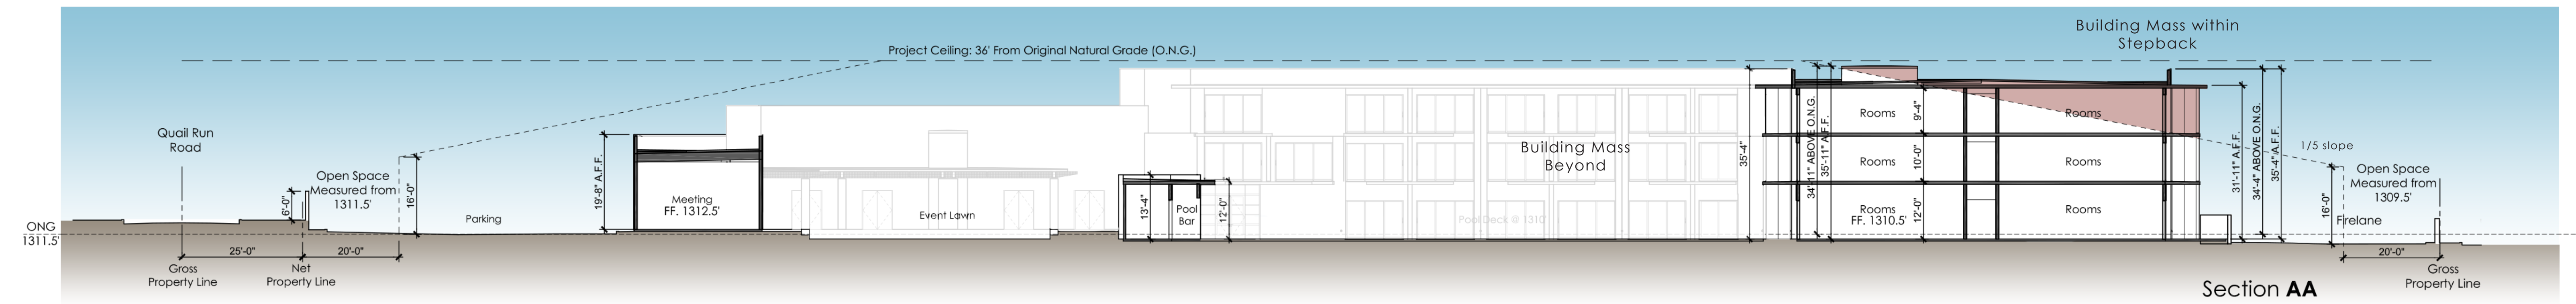 Building Mass within
Stepback
Project Ceiling: 36' From Original Natural Grade (O.N.G.)
Quail Run
Road
Open Space
Measured from
1311.5'
6'-0"
16'-0"
Parking
19'-8" A.F.F.
Meeting
FF. 1312.5'
Event Lawn
13'-4"
Pool
Bar
12'-0"
Building Mass
Beyond
Pool Deck @ 1310'
35'-4"
34'-11" ABOVE O.N.G.
35'-11" A.F.F.
Rooms
9'-4"
Rooms
Rooms
10'-0"
Rooms
Rooms
FF. 1310.5'
12'-0"
Rooms
31'-11" A.F.F.
34'-4" ABOVE O.N.G.
35'-4" A.F.F.
1/5 slope
16'-0"
Open Space
Measured from
1309.5'
Firelane
ONG
1311.5'
25'-0"
20'-0"
20'-0"
Gross
Property Line
Net
Property Line
Gross
Property Line
Section AA